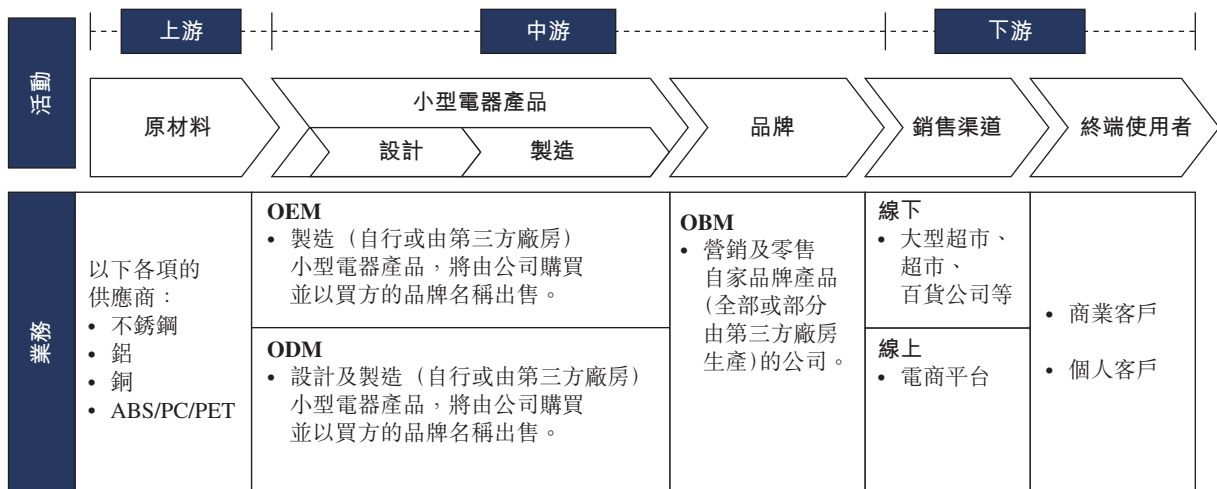 上游
中游
下游
活動
原材料
小型電器產品
設計
製造
品牌
銷售渠道
終端使用者
業務
以下各項的
供應商：
• 不銹鋼
• 鋁
• 銅
• ABS/PC/PET
OEM
• 製造（自行或由第三方廠房）
小型電器產品，將由公司購買
並以買方的品牌名稱出售。
ODM
• 設計及製造（自行或由第三方廠房）
小型電器產品，將由公司購買
並以買方的品牌名稱出售。
OBM
• 營銷及零售
自家品牌產品
(全部或部分
由第三方廠房
生產)的公司。
線下
• 大型超市、
超市、
百貨公司等
線上
• 電商平台
• 商業客戶
• 個人客戶